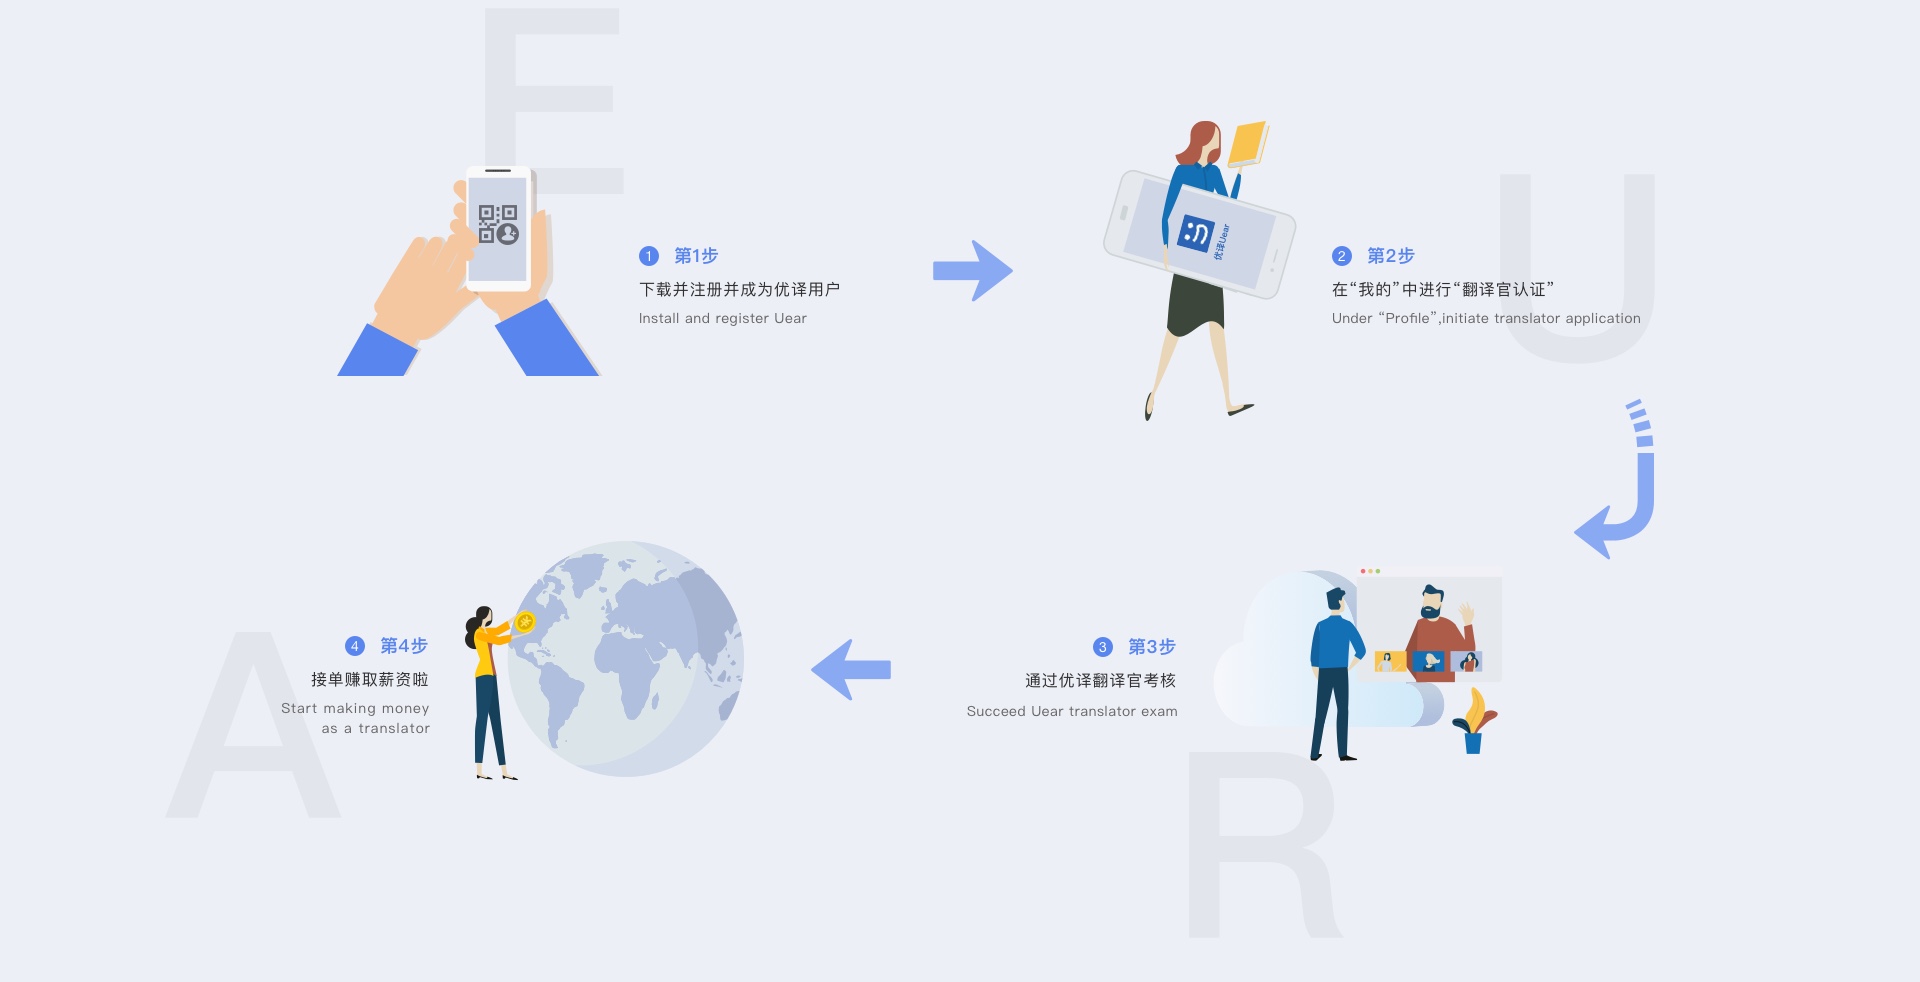 E
1 第1步
下载并注册并成为优译用户
Install and register Uear
优译Uear
U
2 第2步
在“我的”中进行“翻译官认证”
Under “Profile”,initiate translator application
A
4 第4步
接单赚取薪资啦
Start making money
as a translator
3 第3步
通过优译翻译官考核
Succeed Uear translator exam
R